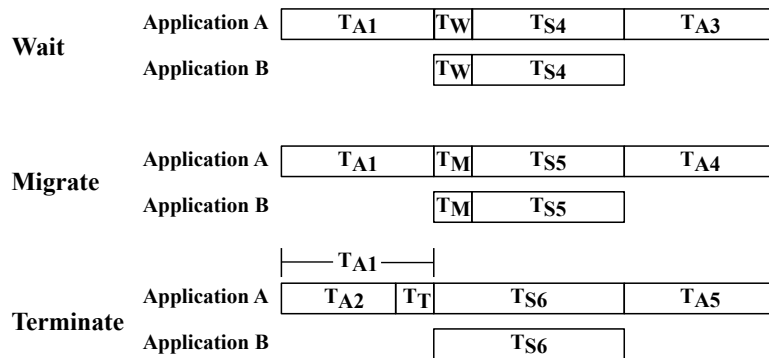 Application A TA1 TW TS4 TA3
Wait
Application B TW TS4
Application A TA1 TM TS5 TA4
Migrate
Application B TM TS5
TA1
Application A TA2 TT TS6 TA5
Terminate
Application B TS6